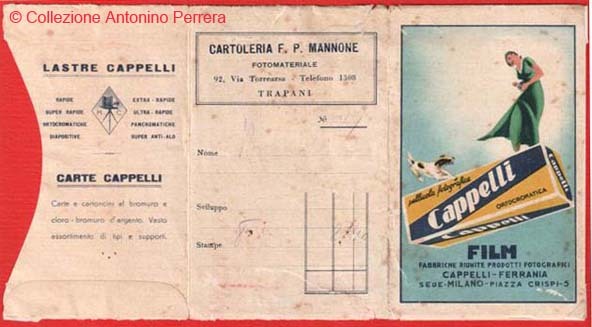 © Collezione Antonino Perrera
LASTRE CAPPELLI
RAPIDE
SUPER RAPIDE
ORTOCROMATICHE
DIAPOSITIVE
M C
EXTRA-RAPIDE
ULTRA-RAPIDE
PANCROMATICHE
SUPER ANTI-ALO
CARTE CAPPELLI
Carte e cartoncini al bromuro e
cloro-bromuro d'argento. Vasto
assortimento di tipi e supporti.
CARTOLERIA F. P. MANNONE
FOTOMATERIALE
92, Via Torrearsa - Telefono 1508
TRAPANI
No
Nome
Sviluppo
Stampe
pellicola fotografica
Cappelli
ORTOCROMATICA
Cappelli
Cappelli
FILM
FABBRICHE RIUNITE PRODOTTI FOTOGRAFICI
CAPPELLI-FERRANIA
SEDE-MILANO-PIAZZA CRISPI-5